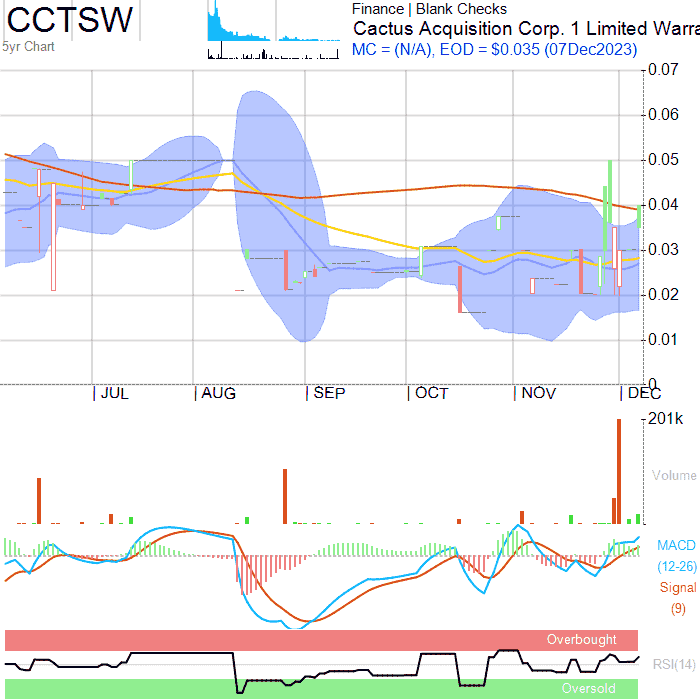 CCTSW
5yr Chart
Finance | Blank Checks
Cactus Acquisition Corp. 1 Limited Warra
MC = (N/A), EOD = $0.035 (07Dec2023)
0.07
0.06
0.05
0.04
0.03
0.02
0.01
0
JUL AUG SEP OCT NOV DEC
201k
Volume
MACD
(12-26)
Signal
(9)
Overbought
RSI(14)
Oversold